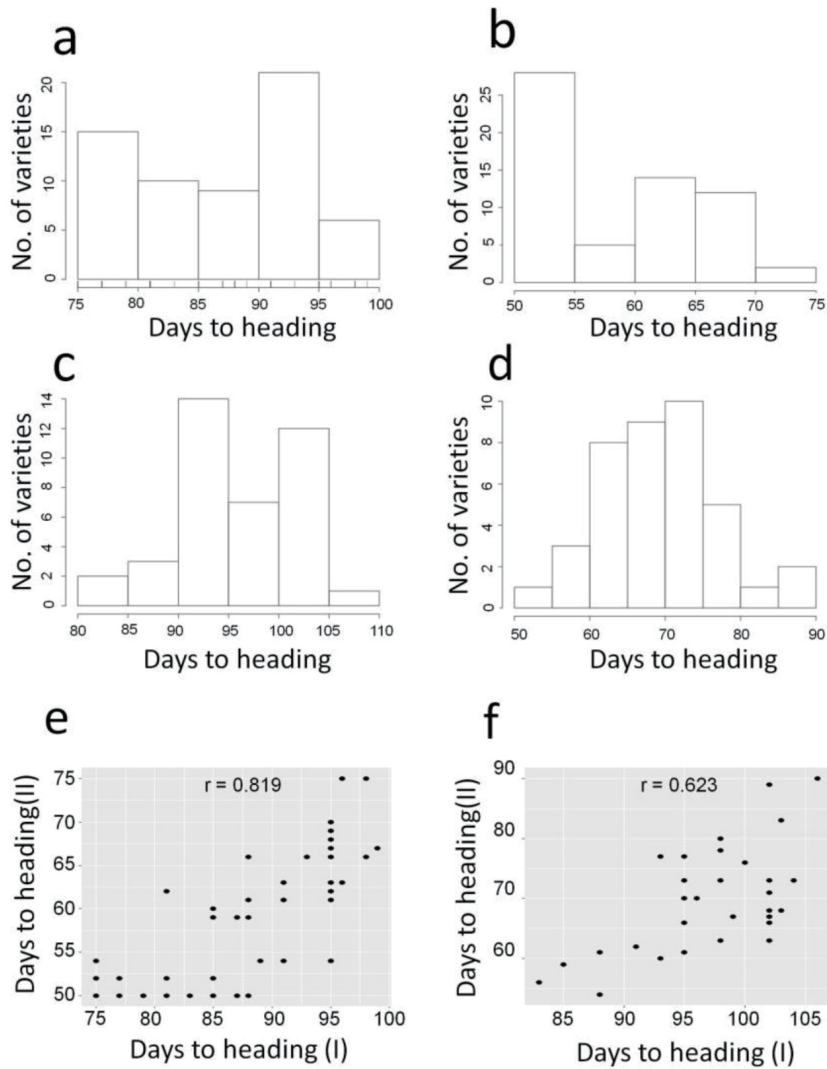 a
No. of varieties
0 5 10 15 20
75 80 85 90 95 100
Days to heading
b
No. of varieties
0 5 10 15 20 25
50 55 60 65 70 75
Days to heading
c
No. of varieties
0 2 4 6 8 10 12 14
80 85 90 95 100 105 110
Days to heading
d
No. of varieties
0 2 4 6 8 10
50 60 70 80 90
Days to heading
e
Days to heading(II)
r = 0.819
75
70
65
60
55
50
75 80 85 90 95 100
Days to heading (I)
f
Days to heading(II)
r = 0.623
90
80
70
60
85 90 95 100 106
Days to heading (I)